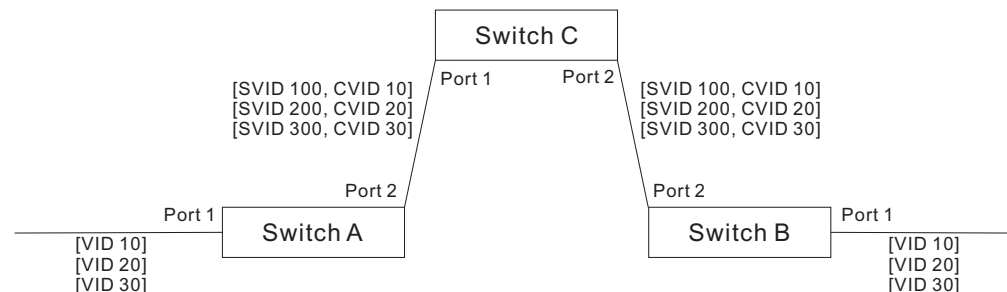 Switch C
Port 1
Port 2
[SVID 100, CVID 10]
[SVID 200, CVID 20]
[SVID 300, CVID 30]
[SVID 100, CVID 10]
[SVID 200, CVID 20]
[SVID 300, CVID 30]
Port 2
Port 2
Port 1
Switch A
Switch B
Port 1
[VID 10]
[VID 20]
[VID 30]
[VID 10]
[VID 20]
[VID 30]